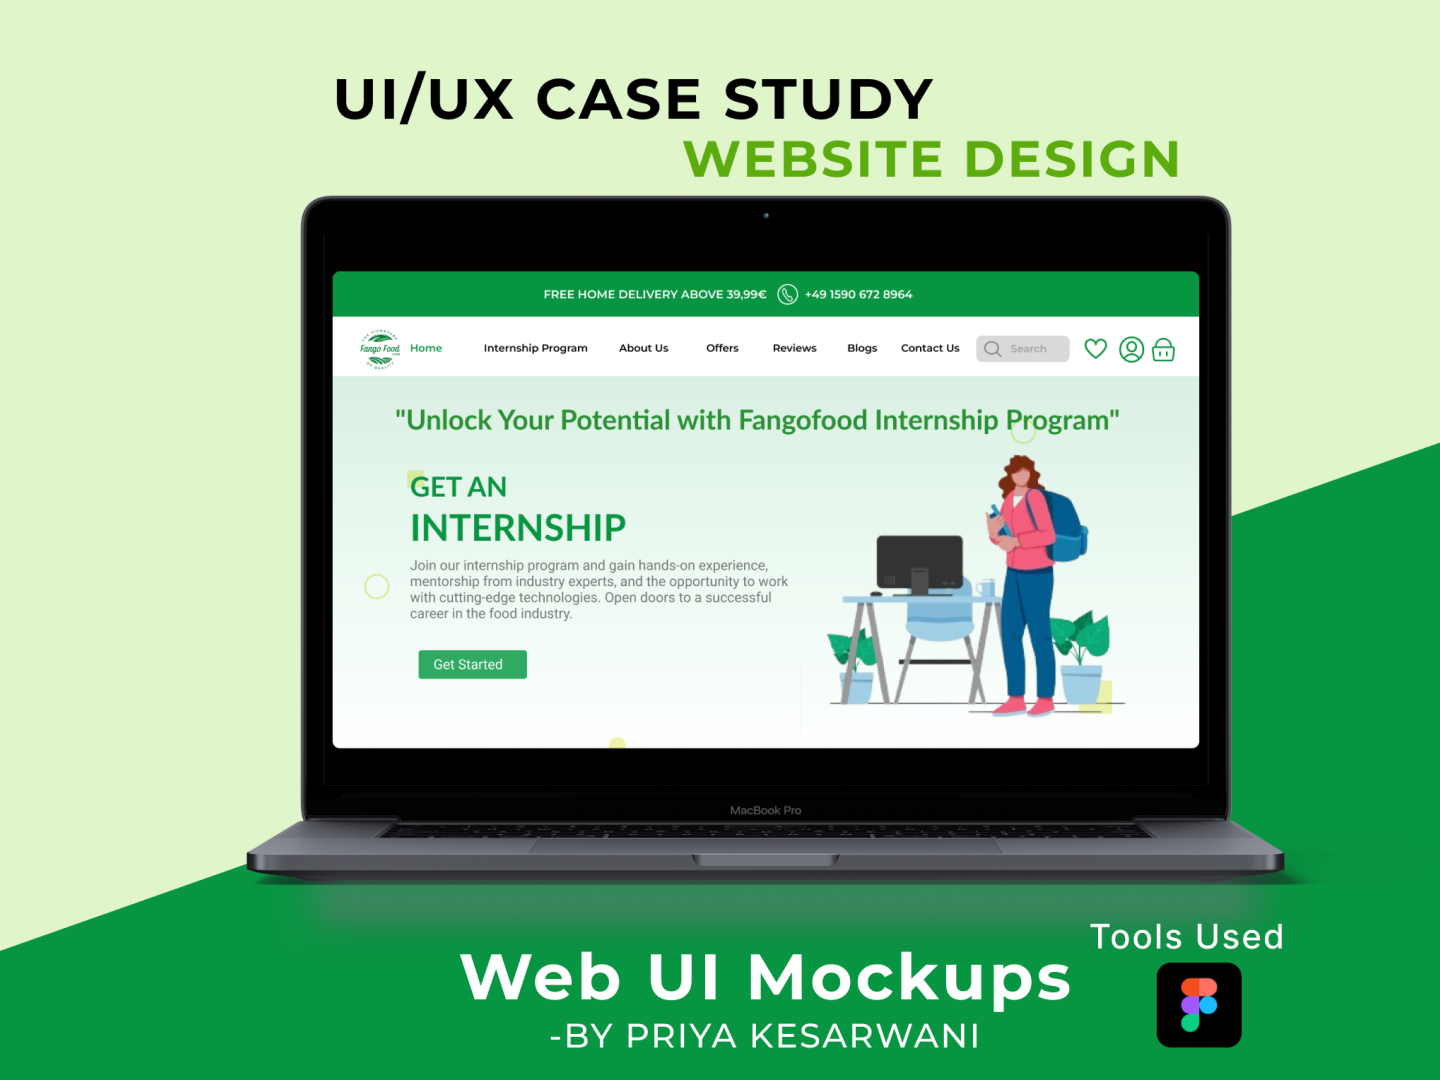 UI/UX CASE STUDY
WEBSITE DESIGN
FREE HOME DELIVERY ABOVE 39,99€ +49 1590 672 8964
Fango Food
Home Internship Program About Us Offers Reviews Blogs Contact Us Search
"Unlock Your Potential with Fangofood Internship Program"
GET AN
INTERNSHIP
Join our internship program and gain hands-on experience,
mentorship from industry experts, and the opportunity to work
with cutting-edge technologies. Open doors to a successful
career in the food industry.
Get Started
MacBook Pro
Tools Used
Web UI Mockups
-BY PRIYA KESARWANI